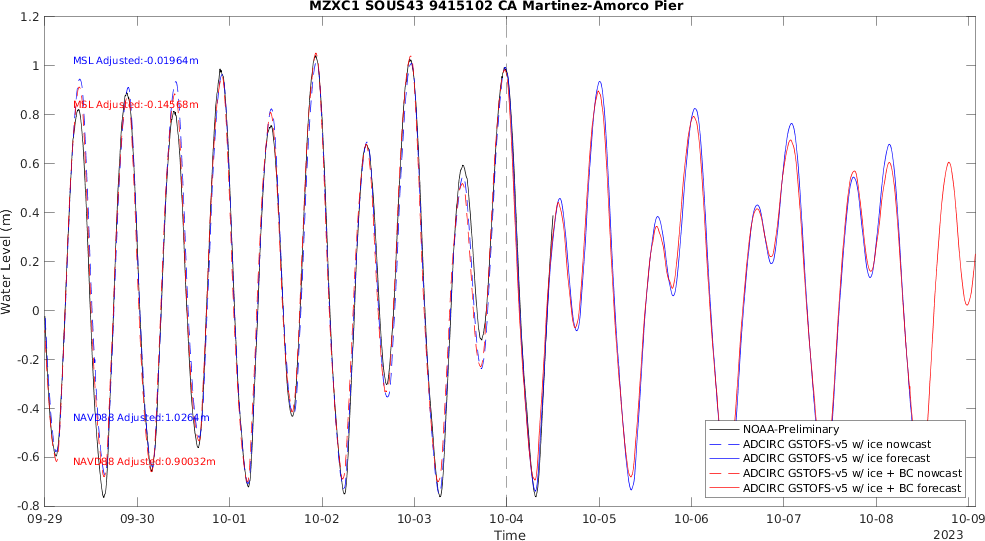 MZXC1 SOUS43 9415102 CA Martinez-Amorco Pier
1.2
1
0.8
0.6
0.4
0.2
0
-0.2
-0.4
-0.6
-0.8
Water Level (m)
MSL Adjusted:-0.01964m
MSL Adjusted:-0.14568m
NAVD88 Adjusted:1.0264m
NAVD88 Adjusted:0.90032m
NOAA-Preliminary
ADCIRC GSTOFS-v5 w/ ice nowcast
ADCIRC GSTOFS-v5 w/ ice forecast
ADCIRC GSTOFS-v5 w/ ice + BC nowcast
ADCIRC GSTOFS-v5 w/ ice + BC forecast
09-29 09-30 10-01 10-02 10-03 10-04 10-05 10-06 10-07 10-08 10-09
Time
2023